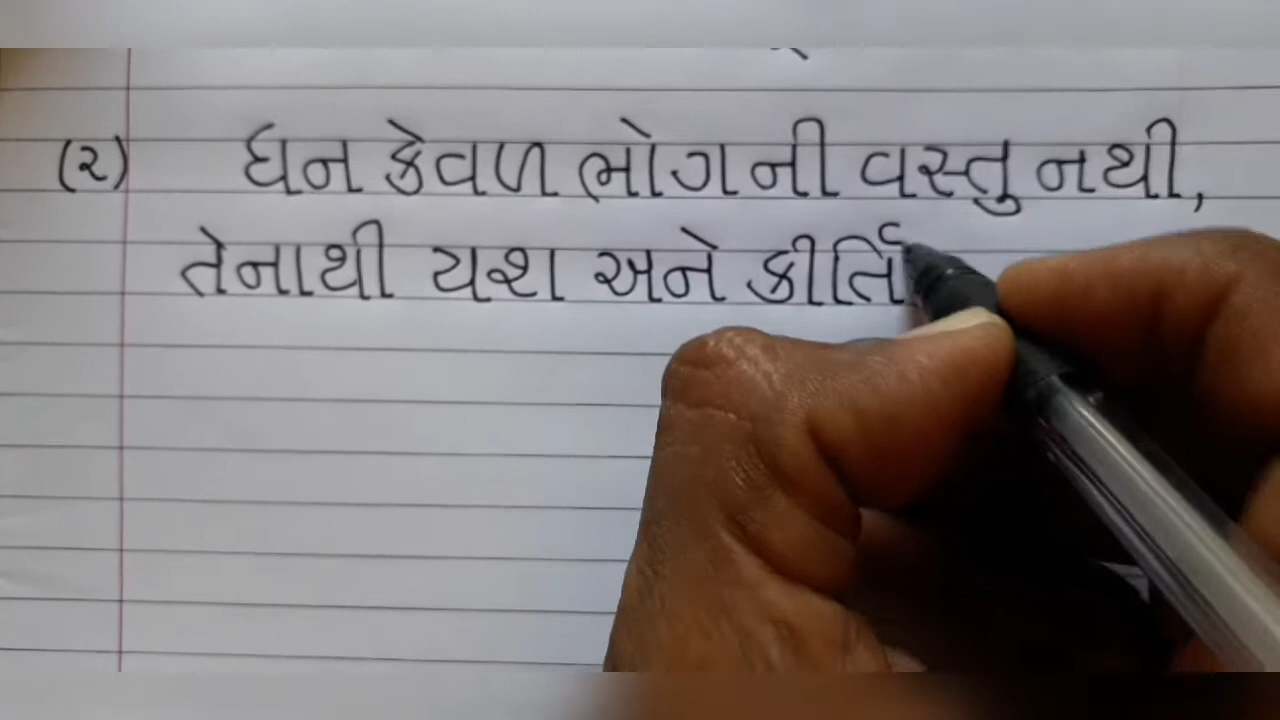 (૨) ધન કેવળ ભોગની વસ્તુ નથી,
તેનાથી યશ અને કીર્તિ